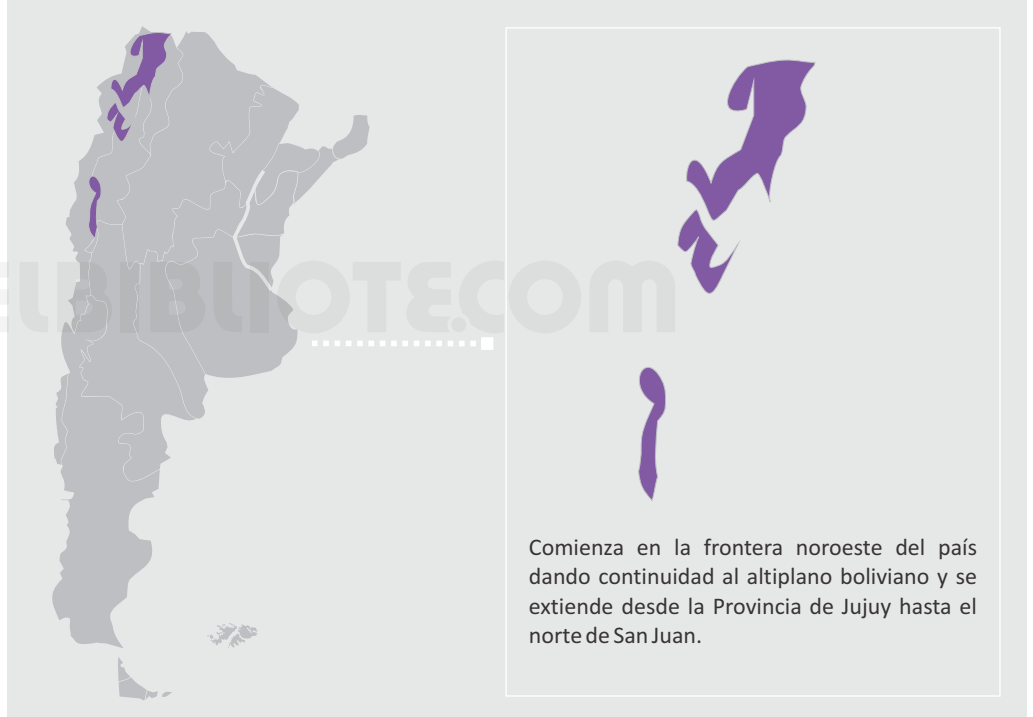 ELBIBLIOTE.COM
Comienza en la frontera noroeste del país
dando continuidad al altiplano boliviano y se
extiende desde la Provincia de Jujuy hasta el
norte de San Juan.